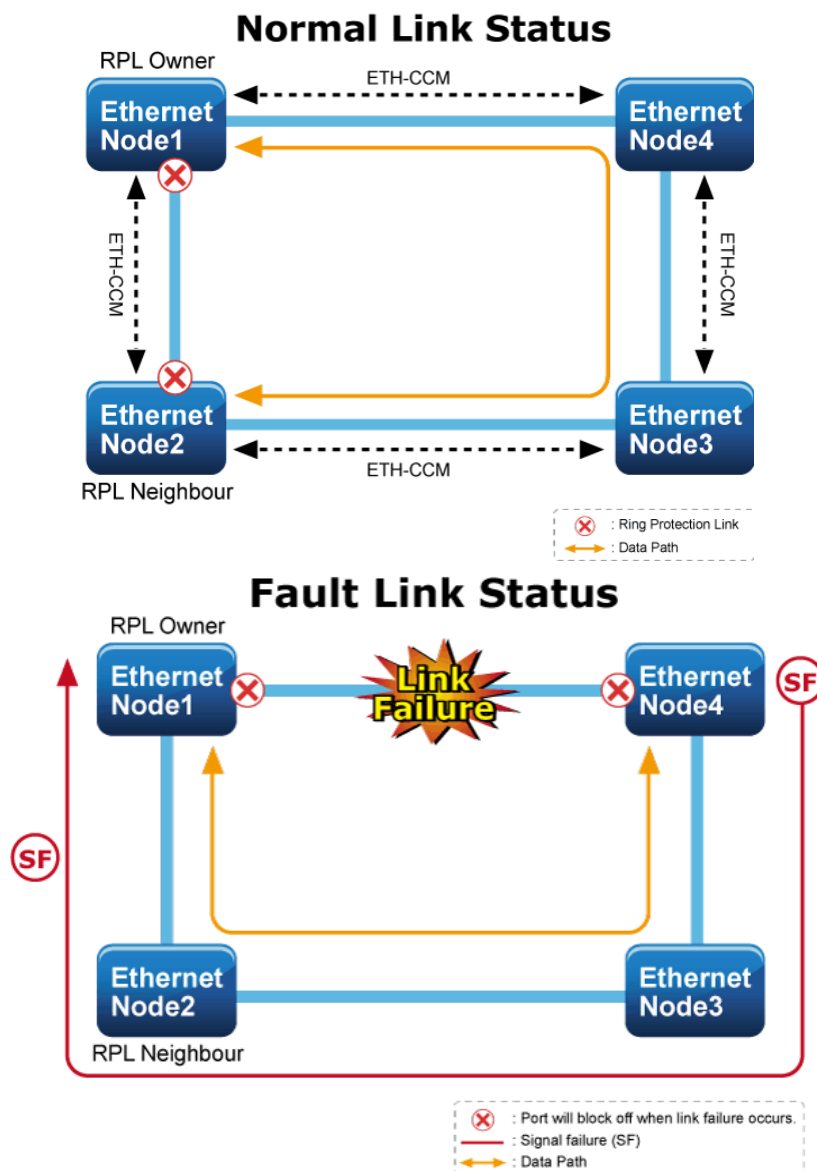 Normal Link Status
RPL Owner
ETH-CCM
Ethernet
Node1
Ethernet
Node4
ETH-CCM
ETH-CCM
Ethernet
Node2
Ethernet
Node3
ETH-CCM
RPL Neighbour
: Ring Protection Link
: Data Path
Fault Link Status
RPL Owner
Ethernet
Node1
Link
Failure
Ethernet
Node4
SF
SF
Ethernet
Node2
Ethernet
Node3
RPL Neighbour
: Port will block off when link failure occurs.
: Signal failure (SF)
: Data Path